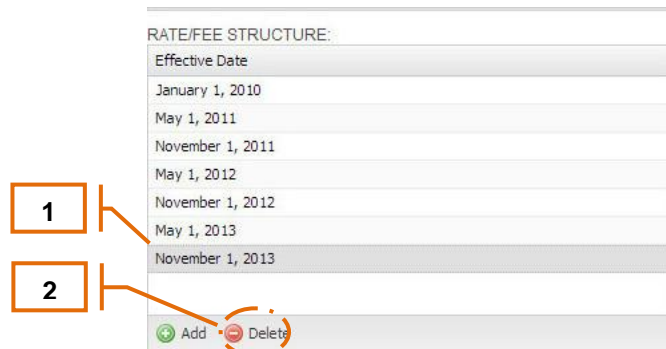 RATE/FEE STRUCTURE:
Effective Date
January 1, 2010
May 1, 2011
November 1, 2011
May 1, 2012
November 1, 2012
1
May 1, 2013
November 1, 2013
2
Add Delete